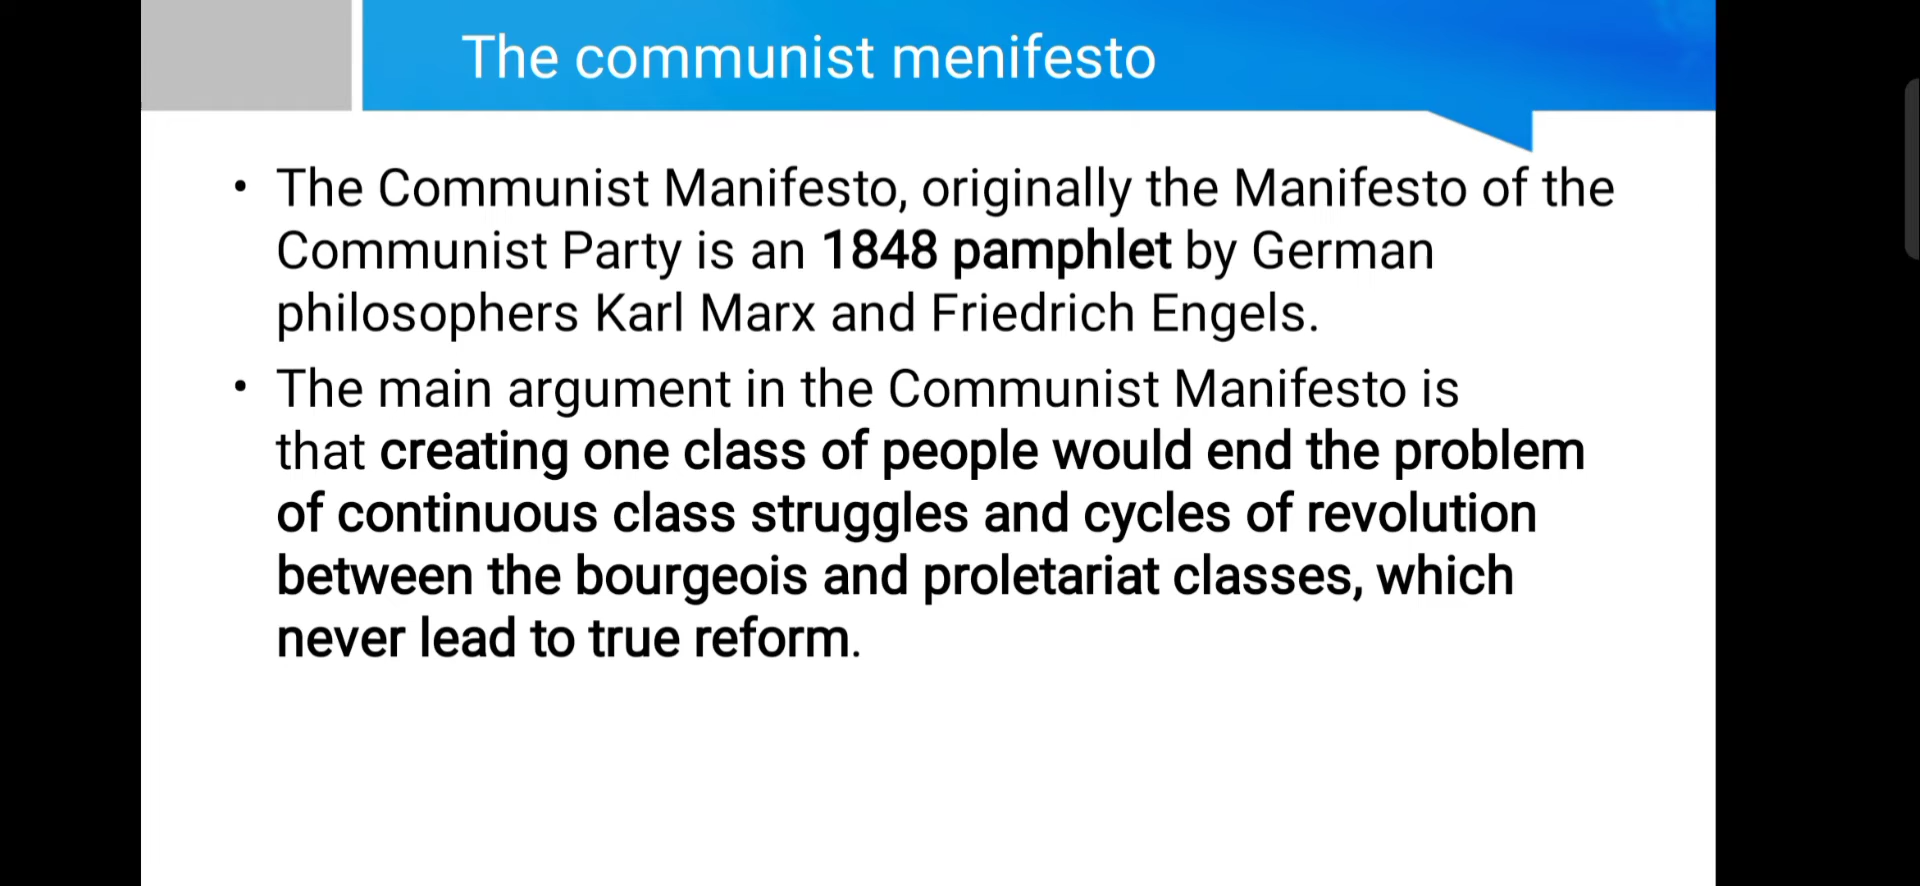 The communist menifesto
• The Communist Manifesto, originally the Manifesto of the
Communist Party is an 1848 pamphlet by German
philosophers Karl Marx and Friedrich Engels.
• The main argument in the Communist Manifesto is
that creating one class of people would end the problem
of continuous class struggles and cycles of revolution
between the bourgeois and proletariat classes, which
never lead to true reform.